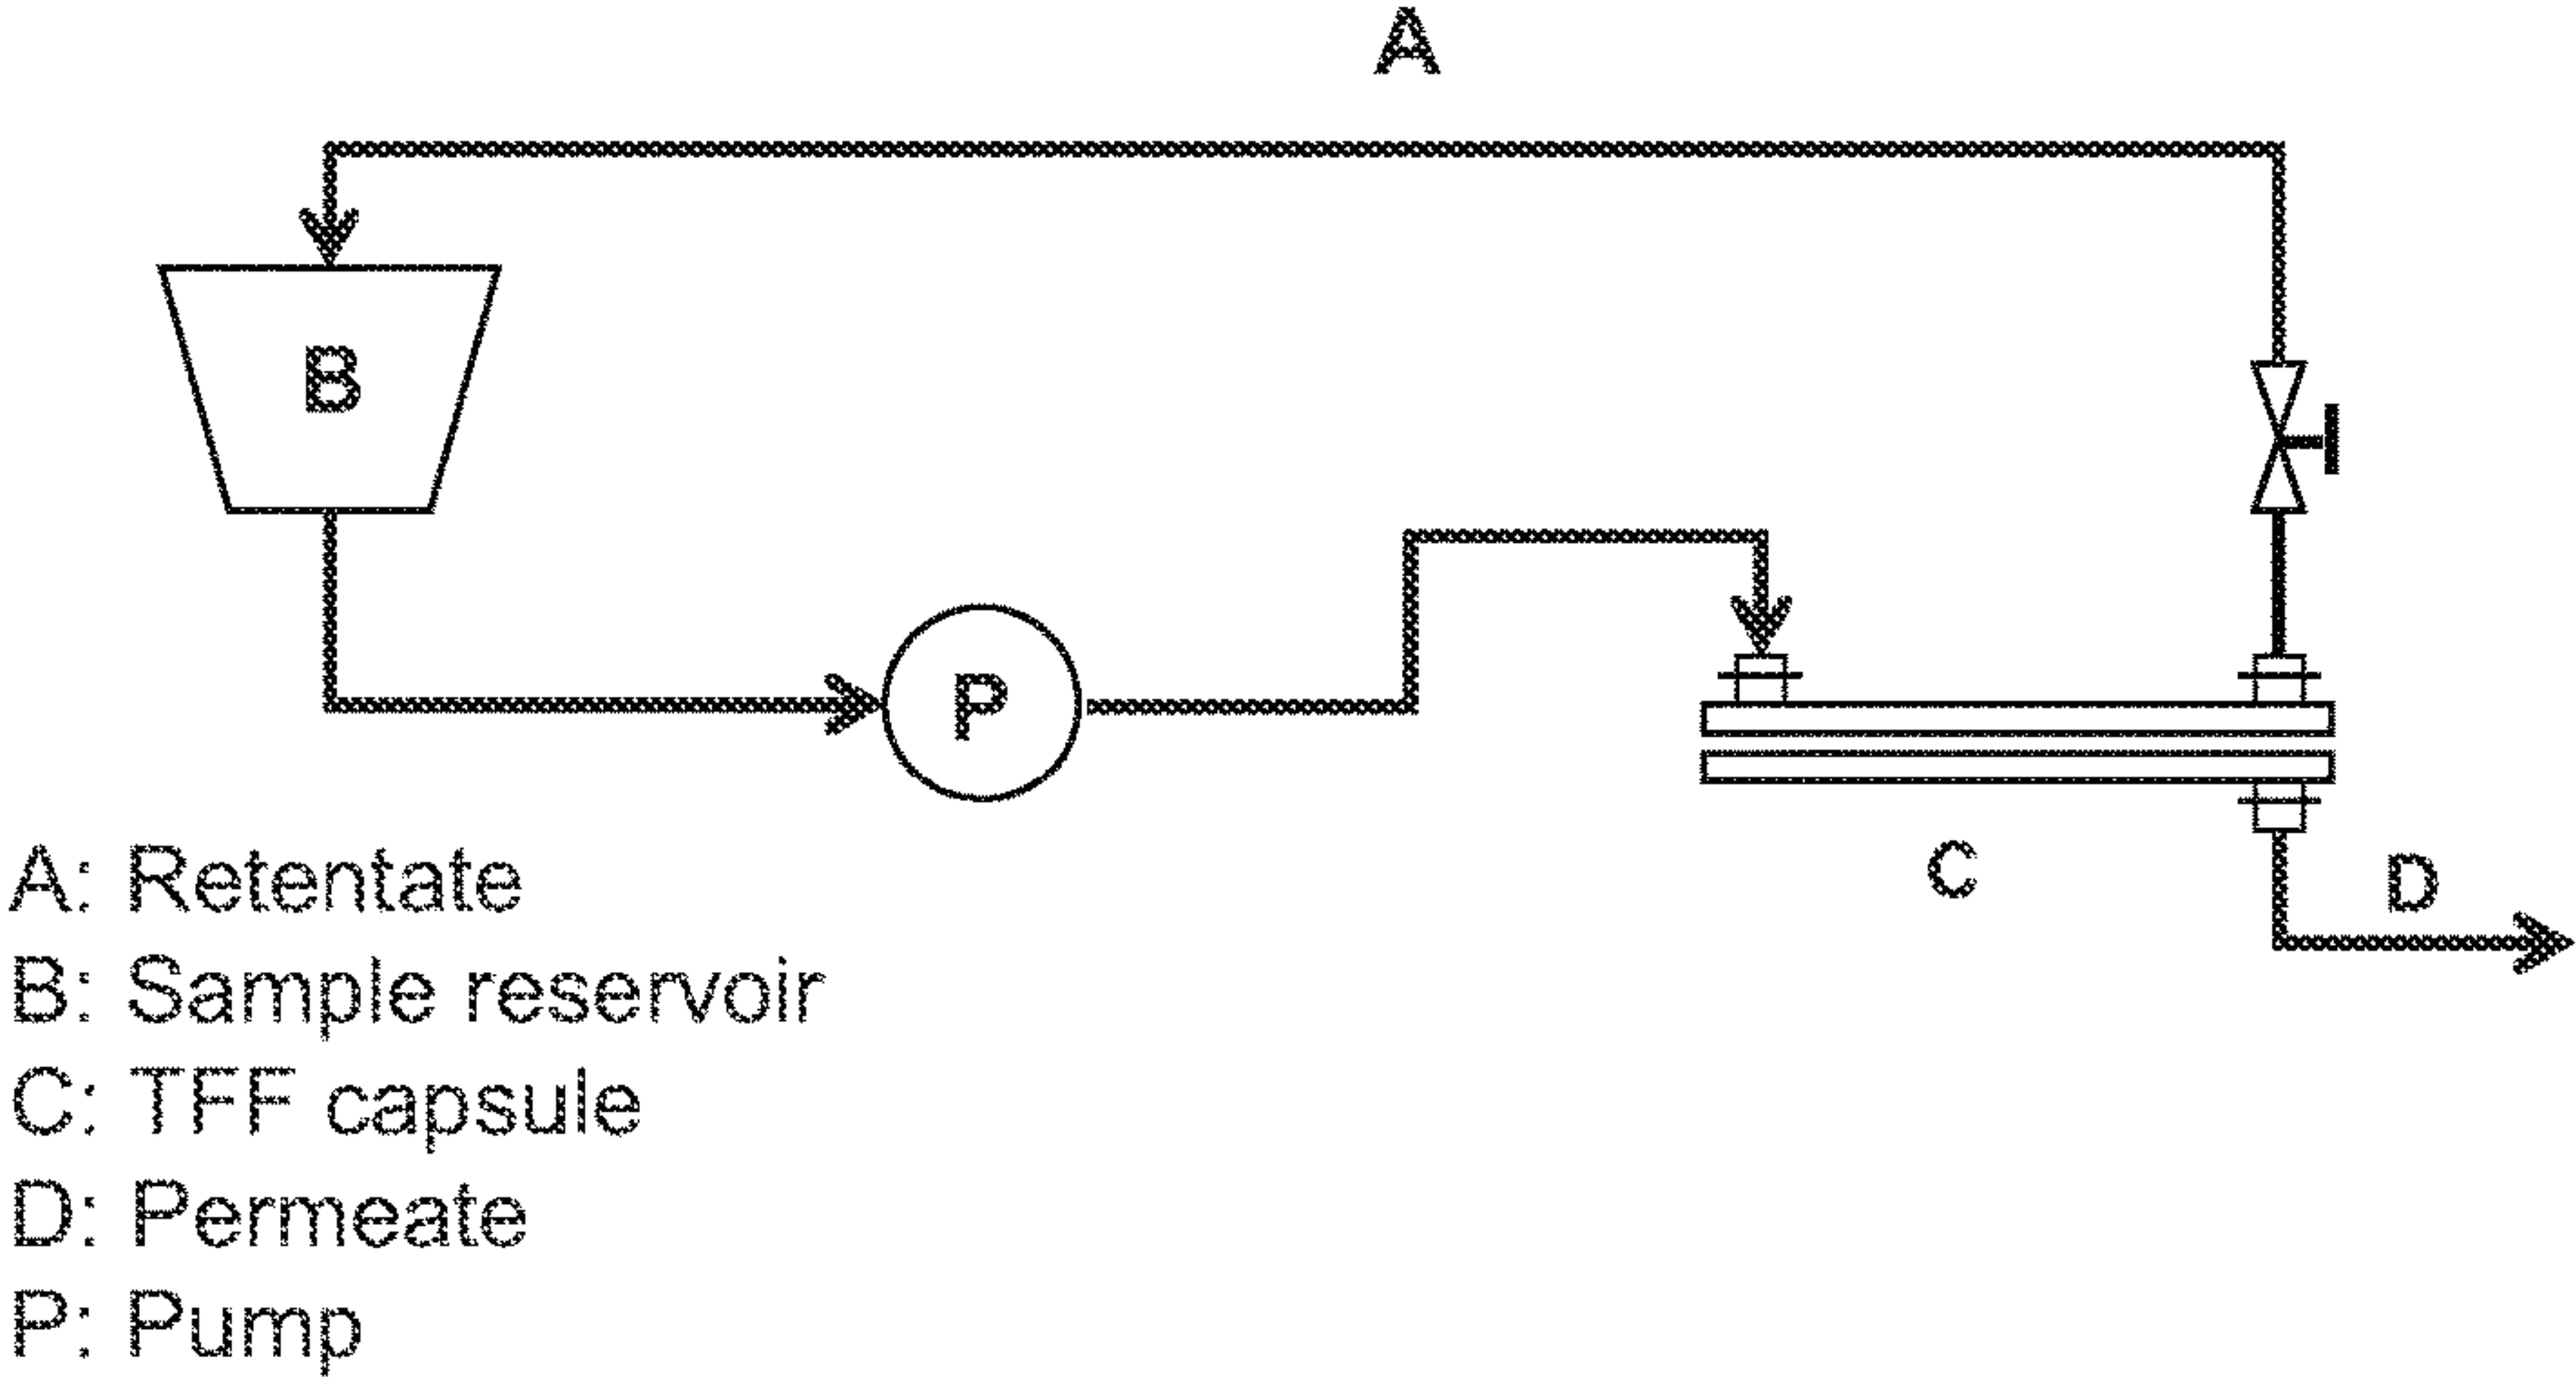 A
B
P
C
D
A: Retentate
B: Sample reservoir
C: TFF capsule
D: Permeate
P: Pump